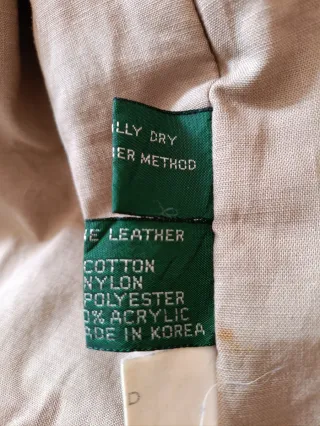 LLY DRY
ER METHOD
E LEATHER
COTTON
NYLON
POLYESTER
0% ACRYLIC
ADE IN KOREA
D